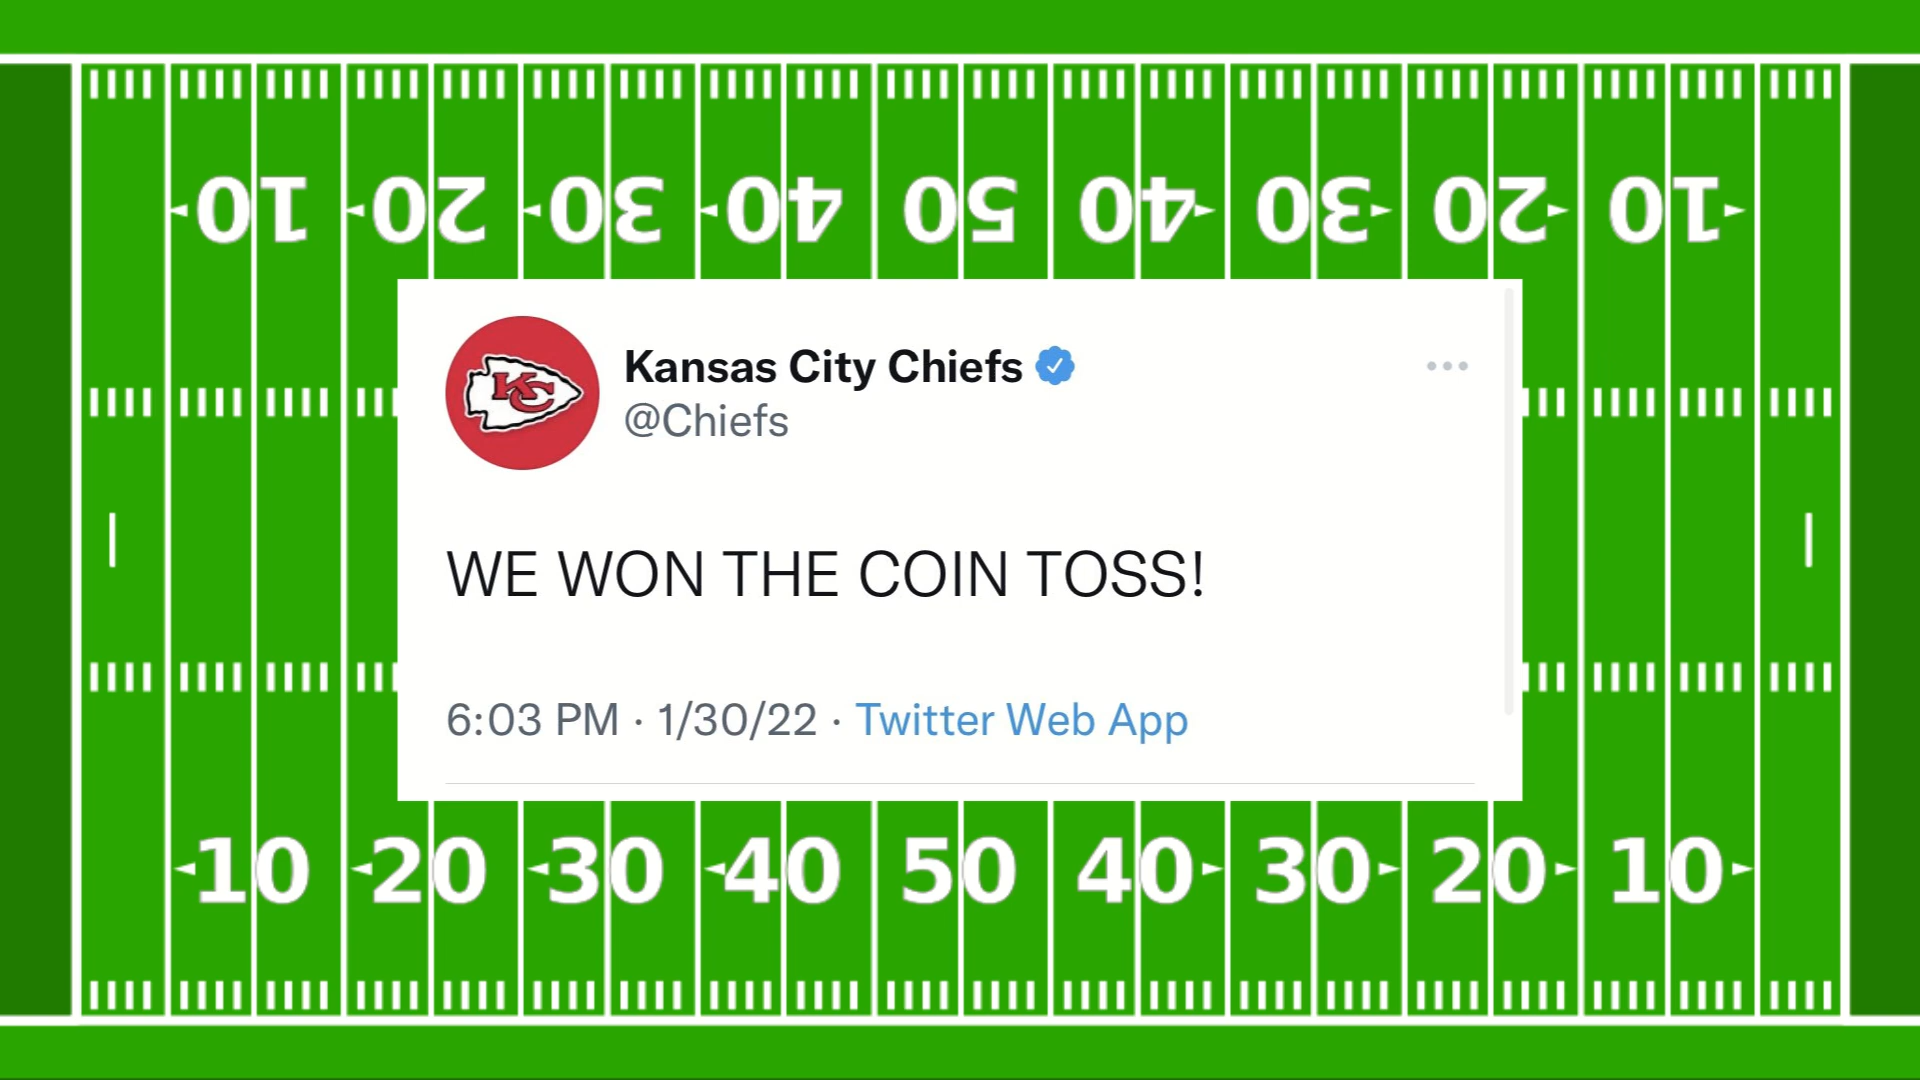 10 20 30 40 50 40 30 20 10
KC
Kansas City Chiefs
@Chiefs
WE WON THE COIN TOSS!
6:03 PM · 1/30/22 · Twitter Web App
10 20 30 40 50 40 30 20 10